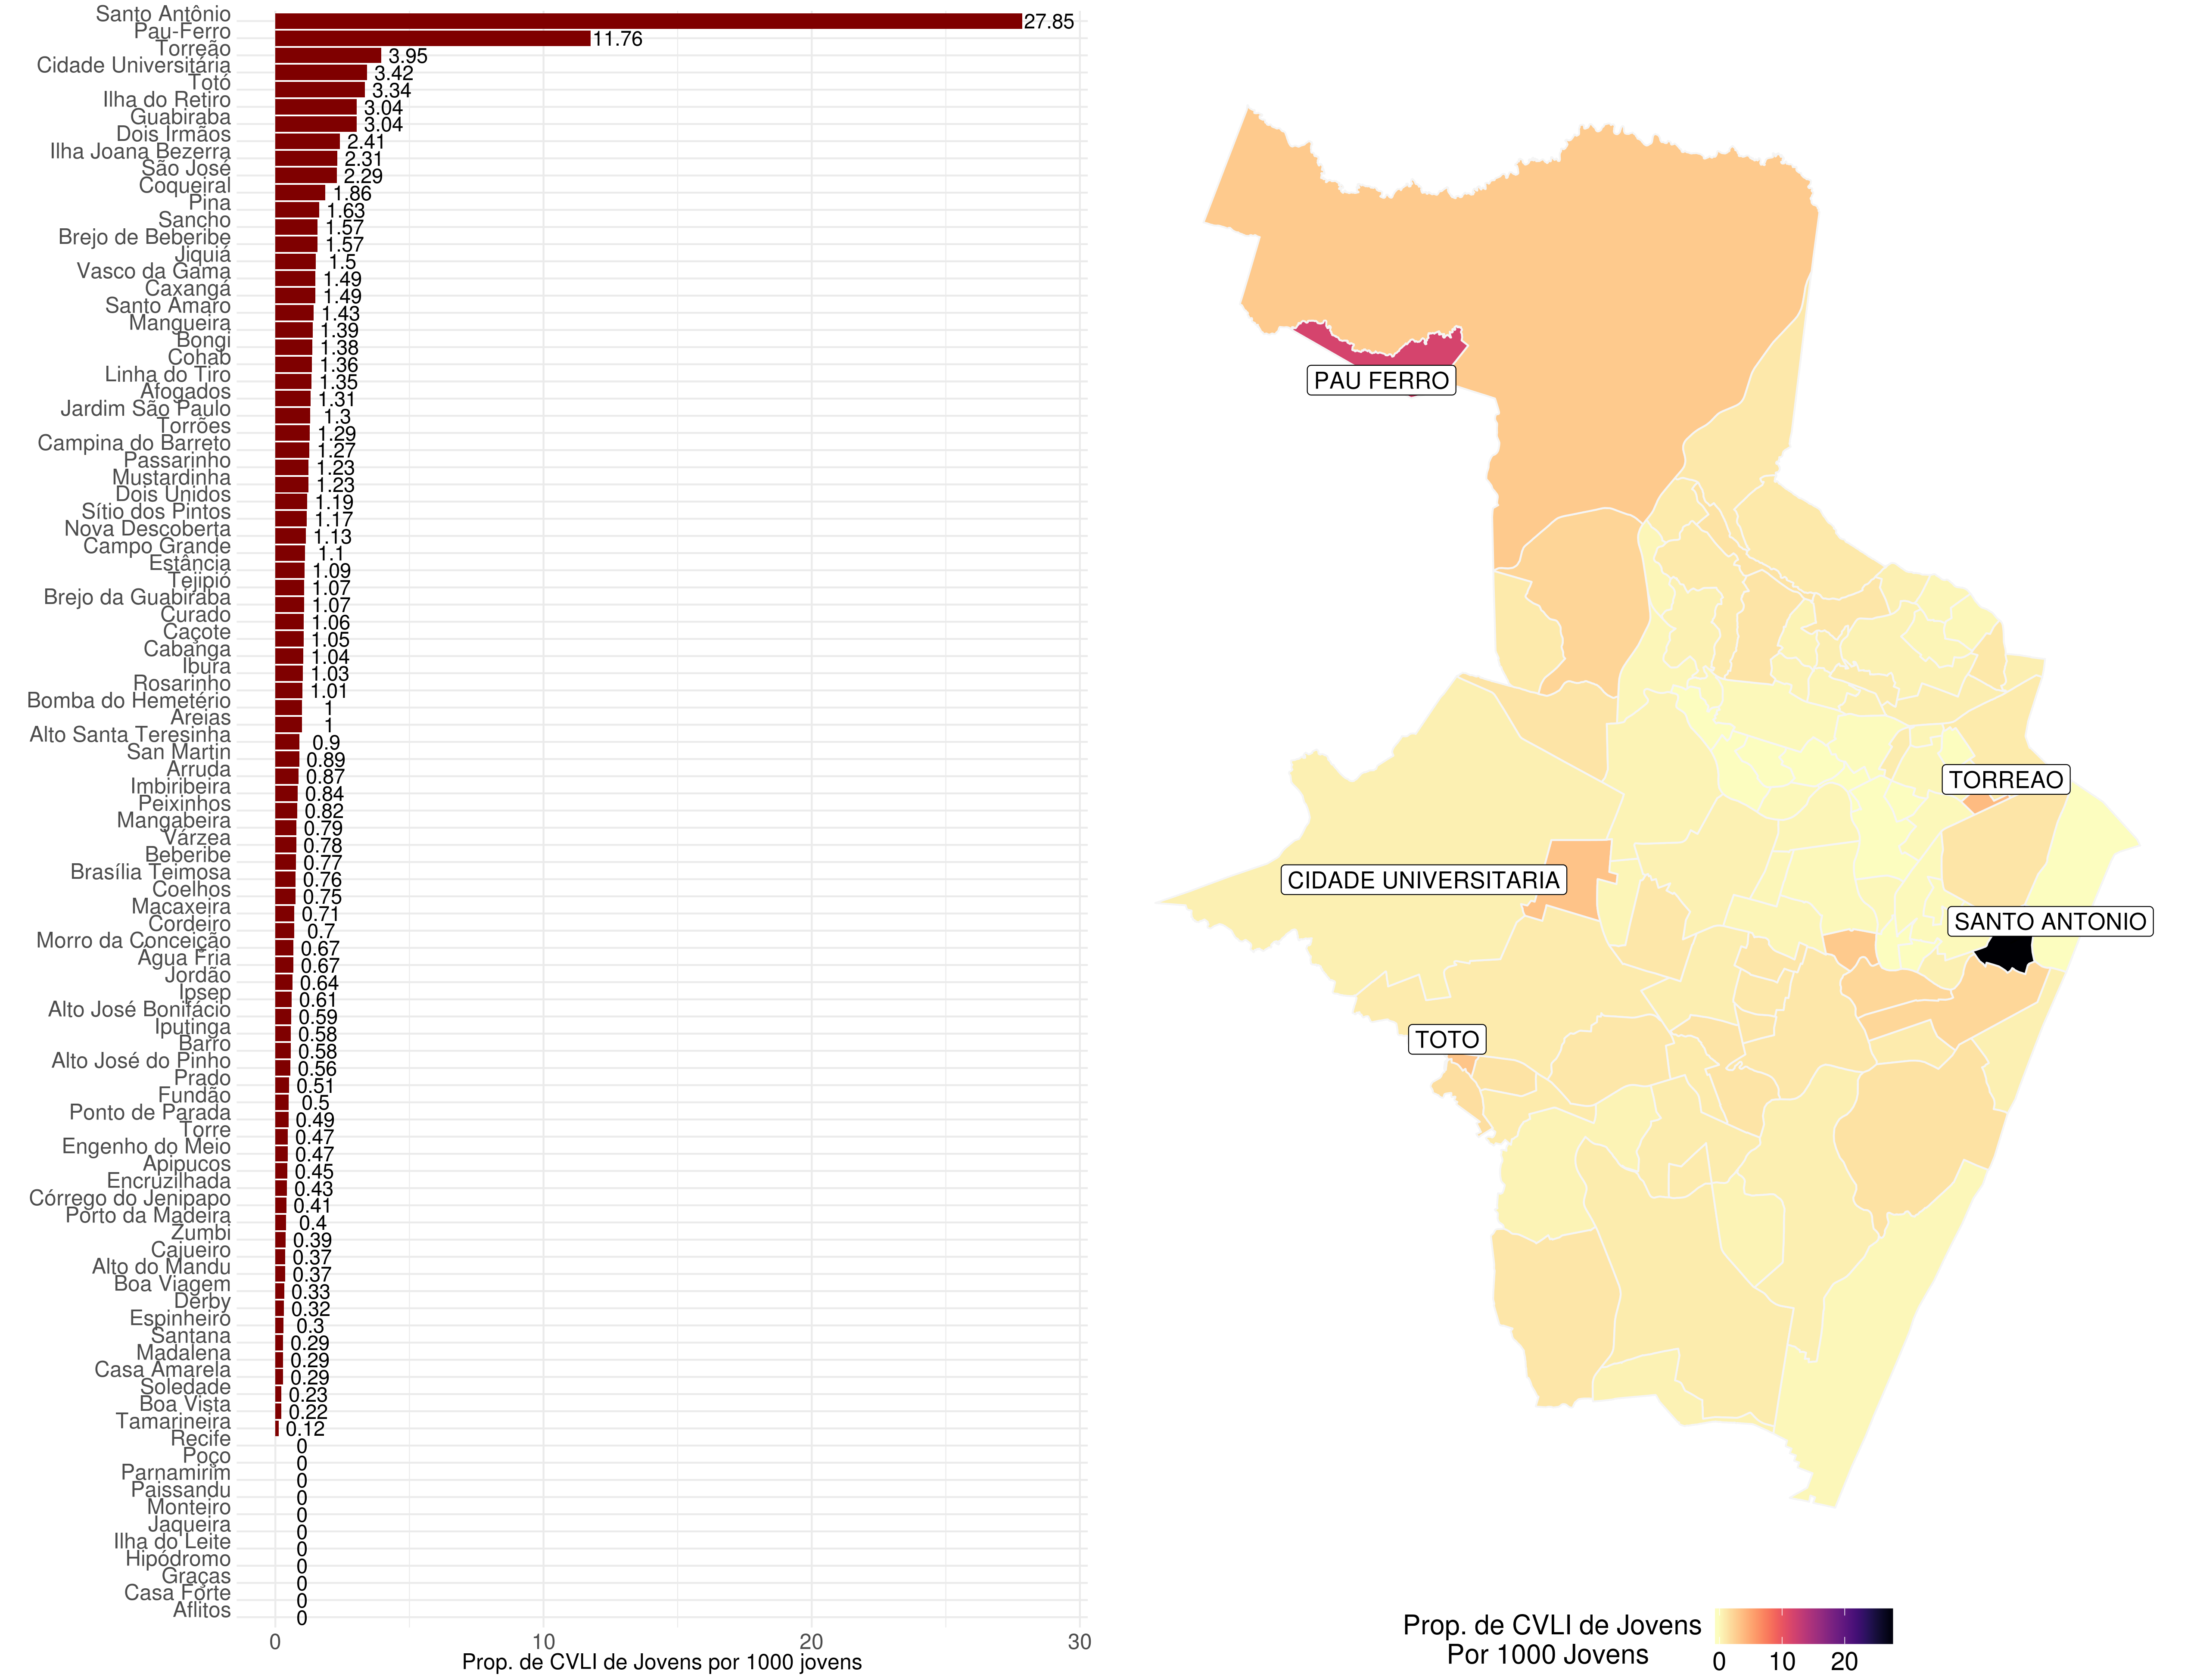 Santo Antônio 27.85
Pau-Ferro 11.76
Torreão 3.95
Cidade Universitária 3.42
Totó 3.34
Ilha do Retiro 3.04
Guabiraba 3.04
Dois Irmãos 2.41
Ilha Joana Bezerra 2.31
São José 2.29
Coqueiral 1.86
Pina 1.63
Sancho 1.57
Brejo de Beberibe 1.57
Jiquiá 1.5
Vasco da Gama 1.49
Caxangá 1.49
Santo Amaro 1.43
Mangueira 1.39
Bongi 1.38
Cohab 1.36
Linha do Tiro 1.35
Afogados 1.31
Jardim São Paulo 1.3
Torrões 1.29
Campina do Barreto 1.27
Passarinho 1.23
Mustardinha 1.23
Dois Unidos 1.19
Sítio dos Pintos 1.17
Nova Descoberta 1.13
Campo Grande 1.1
Estância 1.09
Tejipió 1.07
Brejo da Guabiraba 1.07
Curado 1.06
Caçote 1.05
Cabanga 1.04
Ibura 1.03
Rosarinho 1.01
Bomba do Hemetério 1
Areias 1
Alto Santa Teresinha 0.9
San Martin 0.89
Arruda 0.87
Imbiribeira 0.84
Peixinhos 0.82
Mangabeira 0.79
Várzea 0.78
Beberibe 0.77
Brasília Teimosa 0.76
Coelhos 0.75
Macaxeira 0.71
Cordeiro 0.7
Morro da Conceição 0.67
Água Fria 0.67
Jordão 0.64
Ipsep 0.61
Alto José Bonifácio 0.59
Iputinga 0.58
Barro 0.58
Alto José do Pinho 0.56
Prado 0.51
Fundão 0.5
Ponto de Parada 0.49
Torre 0.47
Engenho do Meio 0.47
Apipucos 0.45
Encruzilhada 0.43
Córrego do Jenipapo 0.41
Porto da Madeira 0.4
Zumbi 0.39
Cajueiro 0.37
Alto do Mandu 0.37
Boa Viagem 0.33
Derby 0.32
Espinheiro 0.3
Santana 0.29
Madalena 0.29
Casa Amarela 0.29
Soledade 0.23
Boa Vista 0.22
Tamarineira 0.12
Recife 0
Poço 0
Parnamirim 0
Paissandu 0
Monteiro 0
Jaqueira 0
Ilha do Leite 0
Hipódromo 0
Graças 0
Casa Forte 0
Aflitos 0
0 10 20 30
Prop. de CVLI de Jovens por 1000 jovens
PAU FERRO
TORREAO
CIDADE UNIVERSITARIA
SANTO ANTONIO
TOTO
Prop. de CVLI de Jovens
Por 1000 Jovens
0 10 20